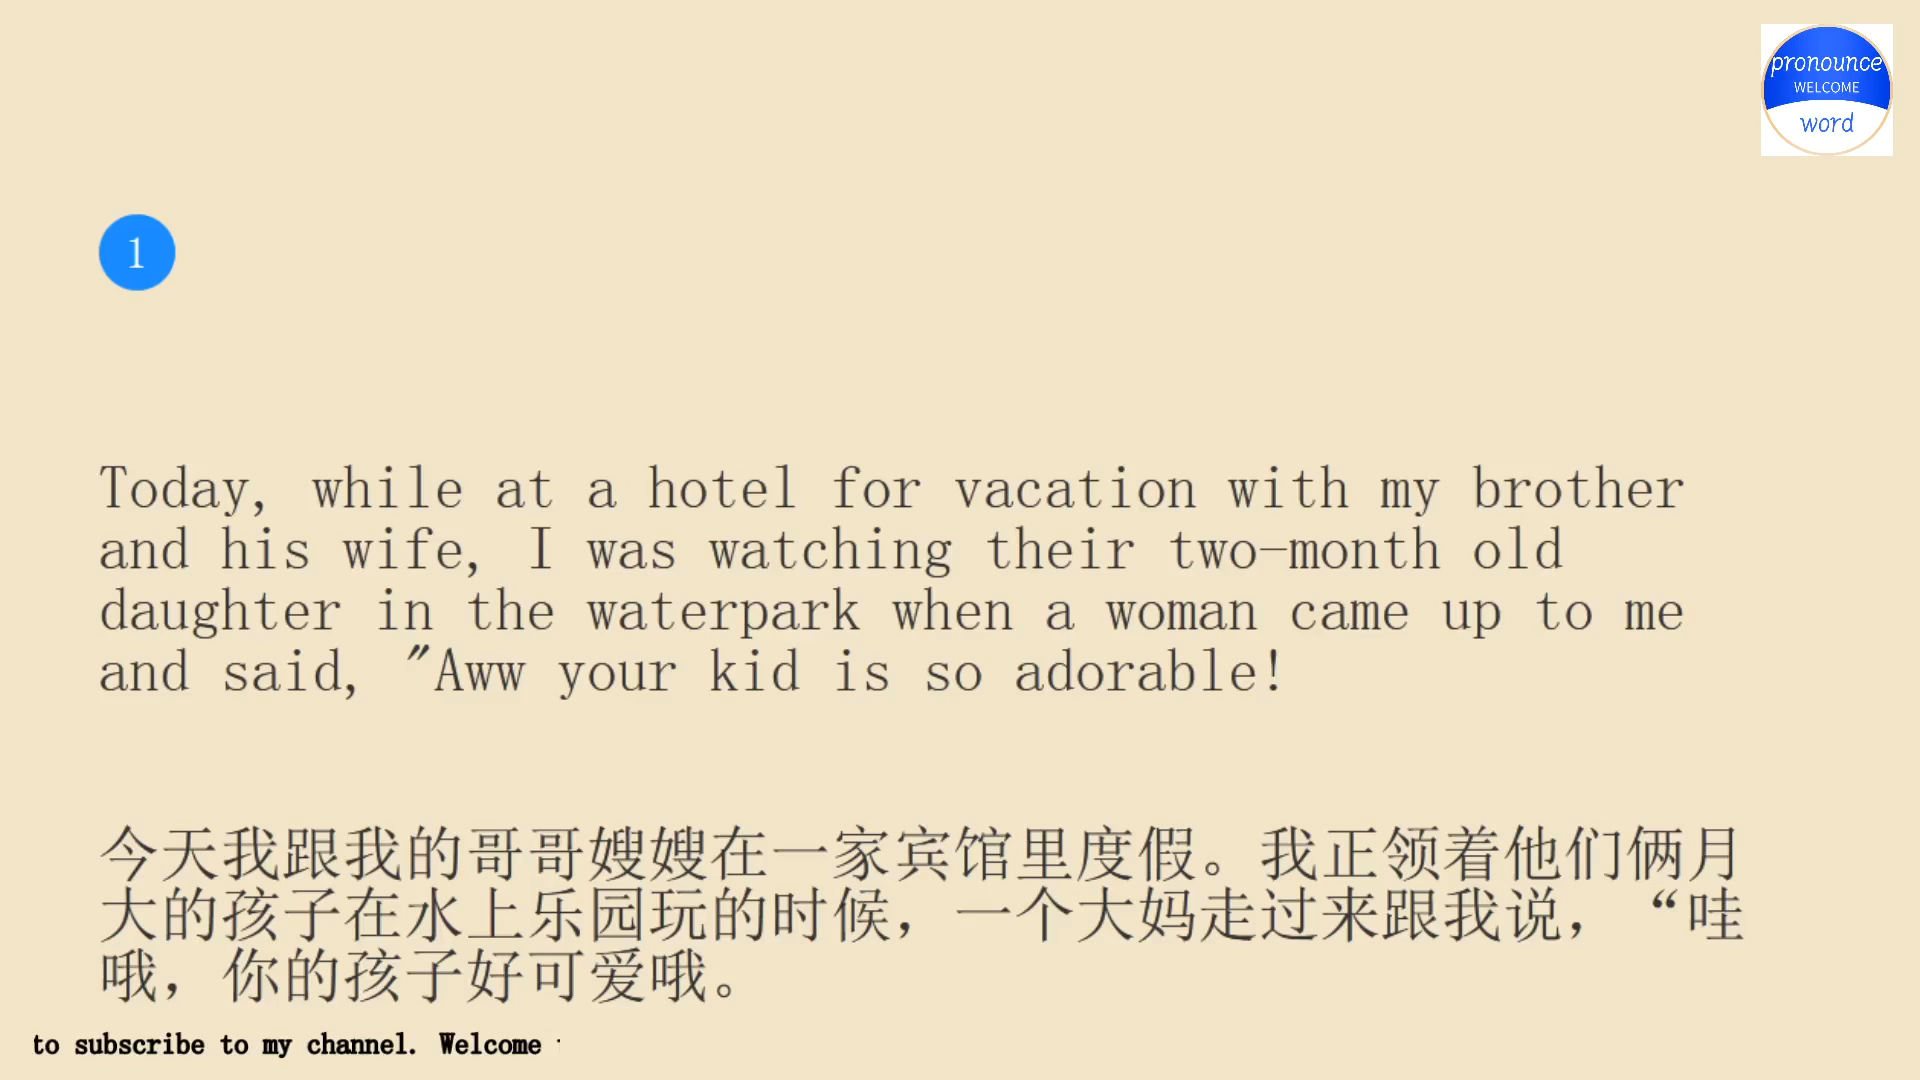 pronounce
WELCOME
word
1
Today, while at a hotel for vacation with my brother
and his wife, I was watching their two-month old
daughter in the waterpark when a woman came up to me
and said, "Aww your kid is so adorable!
今天我跟我的哥哥嫂嫂在一家宾馆里度假。我正领着他们俩月
大的孩子在水上乐园玩的时候，一个大妈走过来跟我说，“哇
哦，你的孩子好可爱哦。
to subscribe to my channel. Welcome